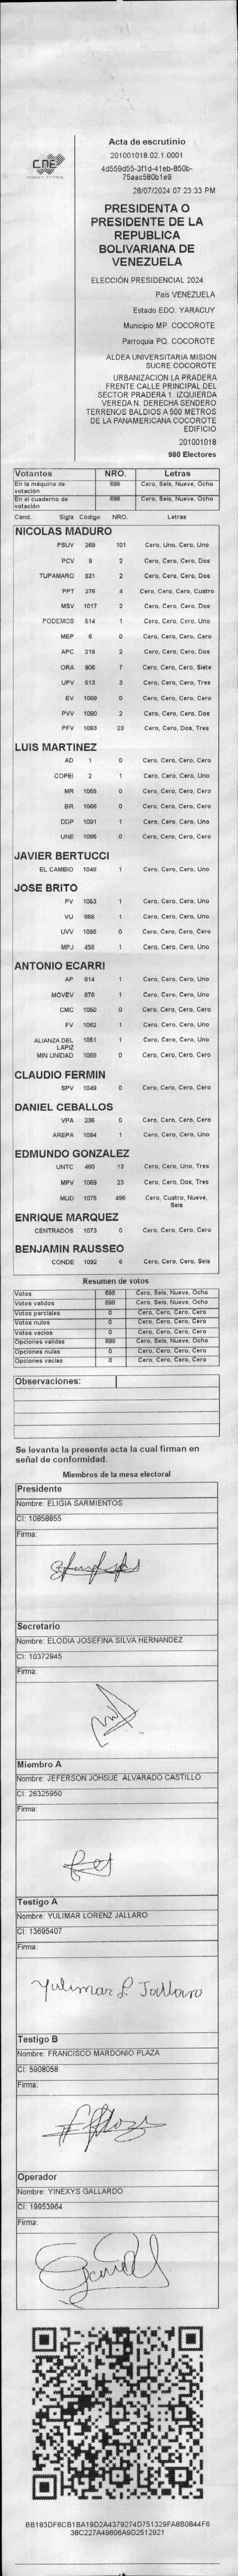 Acta de escrutinio
CNE
201001018.02.1.0001
4d559d55-3f1d-41eb-850b-
75aac580b1e9
28/07/2024 07:23:33 PM
PRESIDENTA O
PRESIDENTE DE LA
REPUBLICA
BOLIVARIANA DE
VENEZUELA
ELECCIÓN PRESIDENCIAL 2024
País VENEZUELA
Estado EDO. YARACUY
Municipio MP. COCOROTE
Parroquia PQ. COCOROTE
ALDEA UNIVERSITARIA MISION
SUCRE COCOROTE
URBANIZACION LA PRADERA
FRENTE CALLE PRINCIPAL DEL
SECTOR PRADERA 1. IZQUIERDA
VEREDA N. DERECHA SENDERO
TERRENOS BALDIOS A 500 METROS
DE LA PANAMERICANA COCOROTE
EDIFICIO
201001018
980 Electores
Votantes NRO. Letras
En la máquina de votación 698 Cero, Seis, Nueve, Ocho
En el cuaderno de votación 698 Cero, Seis, Nueve, Ocho
Cand. Sigla Codigo NRO. Letras
NICOLAS MADURO
PSUV 269 101 Cero, Uno, Cero, Uno
PCV 9 2 Cero, Cero, Cero, Dos
TUPAMARO 931 2 Cero, Cero, Cero, Dos
PPT 376 4 Cero, Cero, Cero, Cuatro
MSV 1017 2 Cero, Cero, Cero, Dos
PODEMOS 514 1 Cero, Cero, Cero, Uno
MEP 6 0 Cero, Cero, Cero, Cero
APC 219 2 Cero, Cero, Cero, Dos
ORA 906 7 Cero, Cero, Cero, Siete
UPV 513 3 Cero, Cero, Cero, Tres
EV 1089 0 Cero, Cero, Cero, Cero
PVV 1090 2 Cero, Cero, Cero, Dos
PFV 1093 23 Cero, Cero, Dos, Tres
LUIS MARTINEZ
AD 1 0 Cero, Cero, Cero, Cero
COPEI 2 1 Cero, Cero, Cero, Uno
MR 1065 0 Cero, Cero, Cero, Cero
BR 1066 0 Cero, Cero, Cero, Cero
DDP 1091 1 Cero, Cero, Cero, Uno
UNE 1096 0 Cero, Cero, Cero, Cero
JAVIER BERTUCCI
EL CAMBIO 1048 1 Cero, Cero, Cero, Uno
JOSE BRITO
PV 1053 1 Cero, Cero, Cero, Uno
VU 868 1 Cero, Cero, Cero, Uno
UVV 1095 0 Cero, Cero, Cero, Cero
MPJ 456 1 Cero, Cero, Cero, Uno
ANTONIO ECARRI
AP 814 1 Cero, Cero, Cero, Uno
MOVEV 878 1 Cero, Cero, Cero, Uno
CMC 1050 0 Cero, Cero, Cero, Cero
FV 1062 1 Cero, Cero, Cero, Uno
ALIANZA DEL LAPIZ 1051 1 Cero, Cero, Cero, Uno
MIN UNIDAD 1069 0 Cero, Cero, Cero, Cero
CLAUDIO FERMIN
SPV 1049 0 Cero, Cero, Cero, Cero
DANIEL CEBALLOS
VPA 236 0 Cero, Cero, Cero, Cero
AREPA 1094 1 Cero, Cero, Cero, Uno
EDMUNDO GONZALEZ
UNTC 460 13 Cero, Cero, Uno, Tres
MPV 1069 23 Cero, Cero, Dos, Tres
MUD 1076 496 Cero, Cuatro, Nueve, Seis
ENRIQUE MARQUEZ
CENTRADOS 1073 0 Cero, Cero, Cero, Cero
BENJAMIN RAUSSEO
CONDE 1092 6 Cero, Cero, Cero, Seis
Resumen de votos
Votos 698 Cero, Seis, Nueve, Ocho
Votos validos 698 Cero, Seis, Nueve, Ocho
Votos parciales 0 Cero, Cero, Cero, Cero
Votos nulos 0 Cero, Cero, Cero, Cero
Votos vacios 0 Cero, Cero, Cero, Cero
Opciones validas 698 Cero, Seis, Nueve, Ocho
Opciones nulas 0 Cero, Cero, Cero, Cero
Opciones vacias 0 Cero, Cero, Cero, Cero
Observaciones:
Se levanta la presente acta la cual firman en
señal de conformidad.
Miembros de la mesa electoral
Presidente
Nombre: ELIGIA SARMIENTOS
CI: 10858855
Firma:
Secretario
Nombre: ELODIA JOSEFINA SILVA HERNANDEZ
CI: 10372945
Firma:
Miembro A
Nombre: JEFERSON JOHSUE ALVARADO CASTILLO
CI: 26325950
Firma:
Testigo A
Nombre: YULIMAR LORENZ JALLARO
CI: 13695407
Firma:
Yulimar L Jallaro
Testigo B
Nombre: FRANCISCO MARDONIO PLAZA
CI: 5908058
Firma:
Operador
Nombre: YINEXYS GALLARDO
CI: 19953964
Firma:
BB183DF6CB1BA19D2A4379274D751329FA8B0844F6
38C227A49606A9D2512921